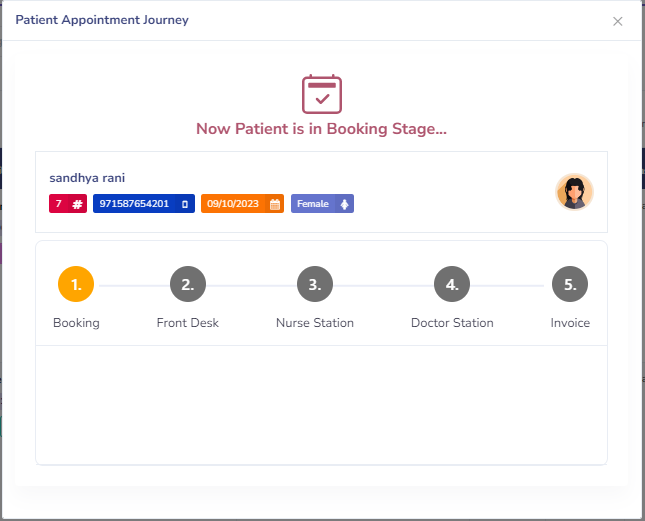 Patient Appointment Journey
Now Patient is in Booking Stage...
sandhya rani
7 # 971587654201 09/10/2023 Female
1. 2. 3. 4. 5.
Booking Front Desk Nurse Station Doctor Station Invoice